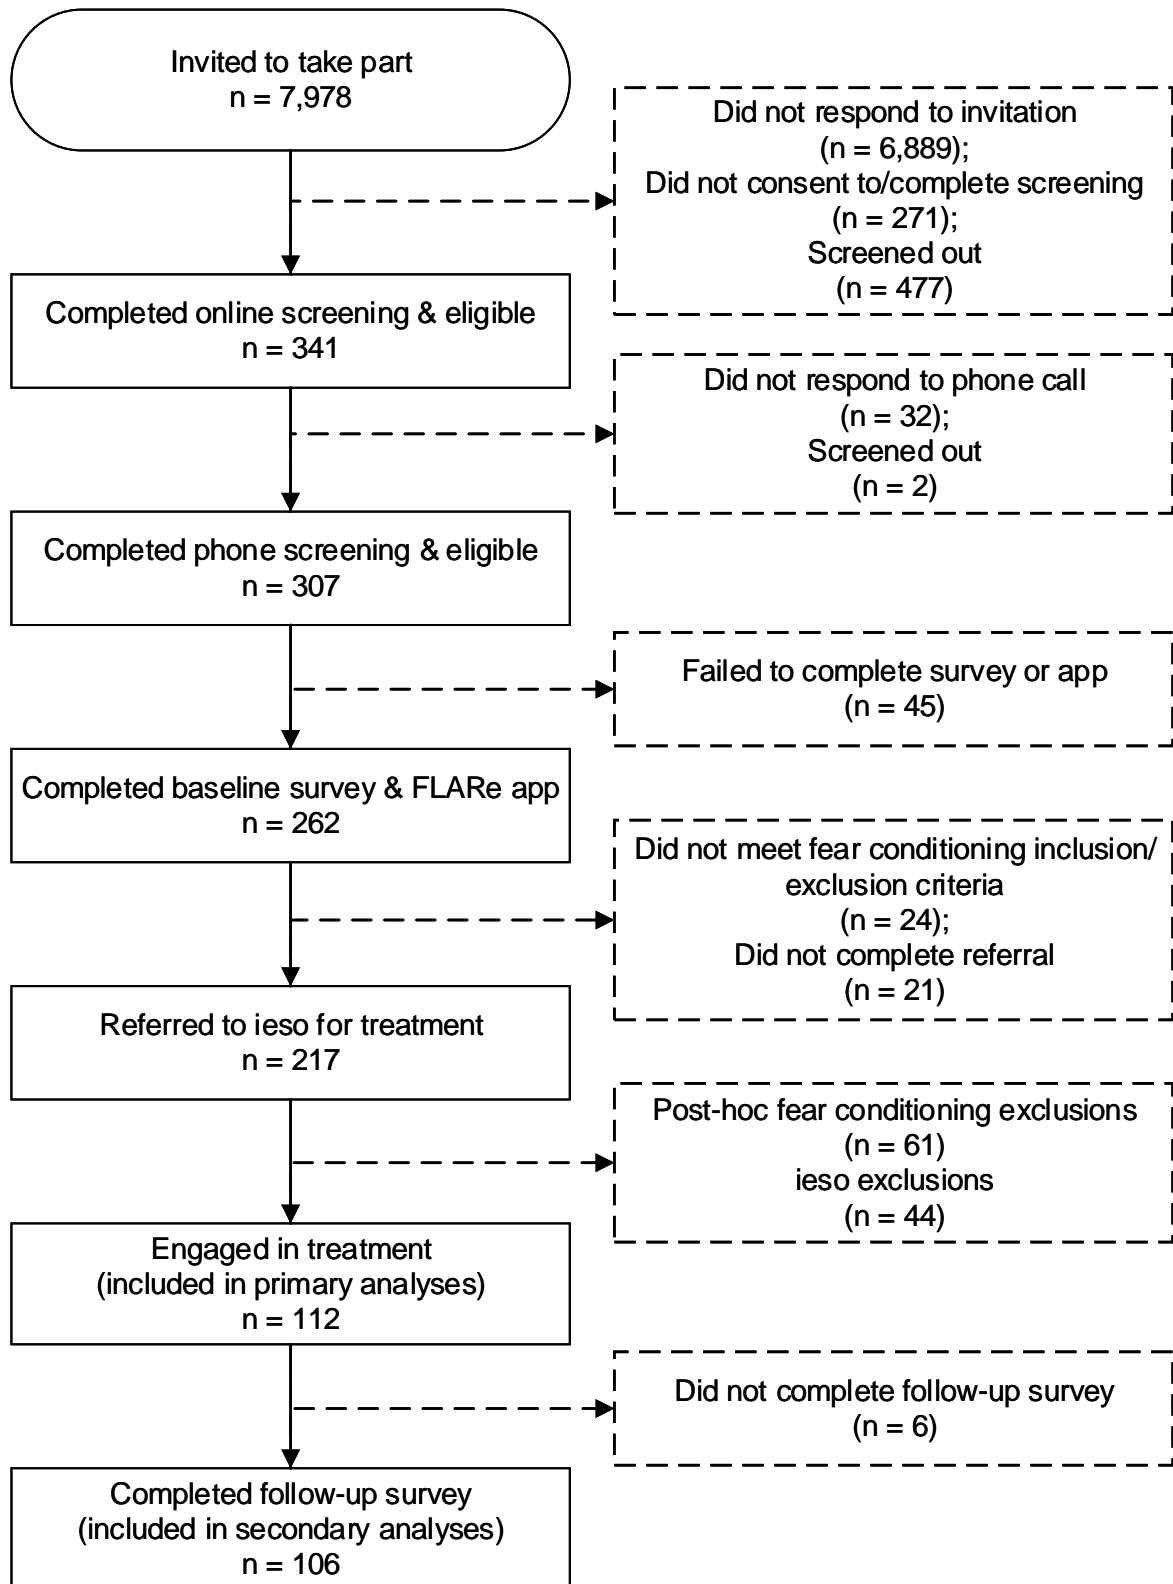 Invited to take part
n = 7,978
Did not respond to invitation
(n = 6,889);
Did not consent to/complete screening
(n = 271);
Screened out
(n = 477)
Completed online screening & eligible
n = 341
Did not respond to phone call
(n = 32);
Screened out
(n = 2)
Completed phone screening & eligible
n = 307
Failed to complete survey or app
(n = 45)
Completed baseline survey & FLARe app
n = 262
Did not meet fear conditioning inclusion/
exclusion criteria
(n = 24);
Did not complete referral
(n = 21)
Referred to ieso for treatment
n = 217
Post-hoc fear conditioning exclusions
(n = 61)
ieso exclusions
(n = 44)
Engaged in treatment
(included in primary analyses)
n = 112
Did not complete follow-up survey
(n = 6)
Completed follow-up survey
(included in secondary analyses)
n = 106